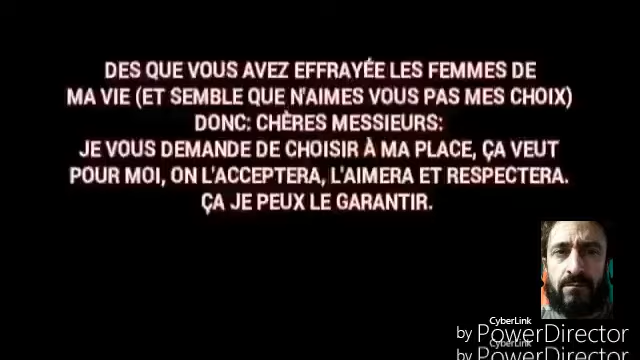 DES QUE VOUS AVEZ EFFRAYÉE LES FEMMES DE
MA VIE (ET SEMBLE QUE N'AIMES VOUS PAS MES CHOIX)
DONC: CHÈRES MESSIEURS:
JE VOUS DEMANDE DE CHOISIR À MA PLACE, ÇA VEUT
POUR MOI, ON L'ACCEPTERA, L'AIMERA ET RESPECTERA.
ÇA JE PEUX LE GARANTIR.
CyberLink
by PowerDirector
CyberLink
by PowerDirector